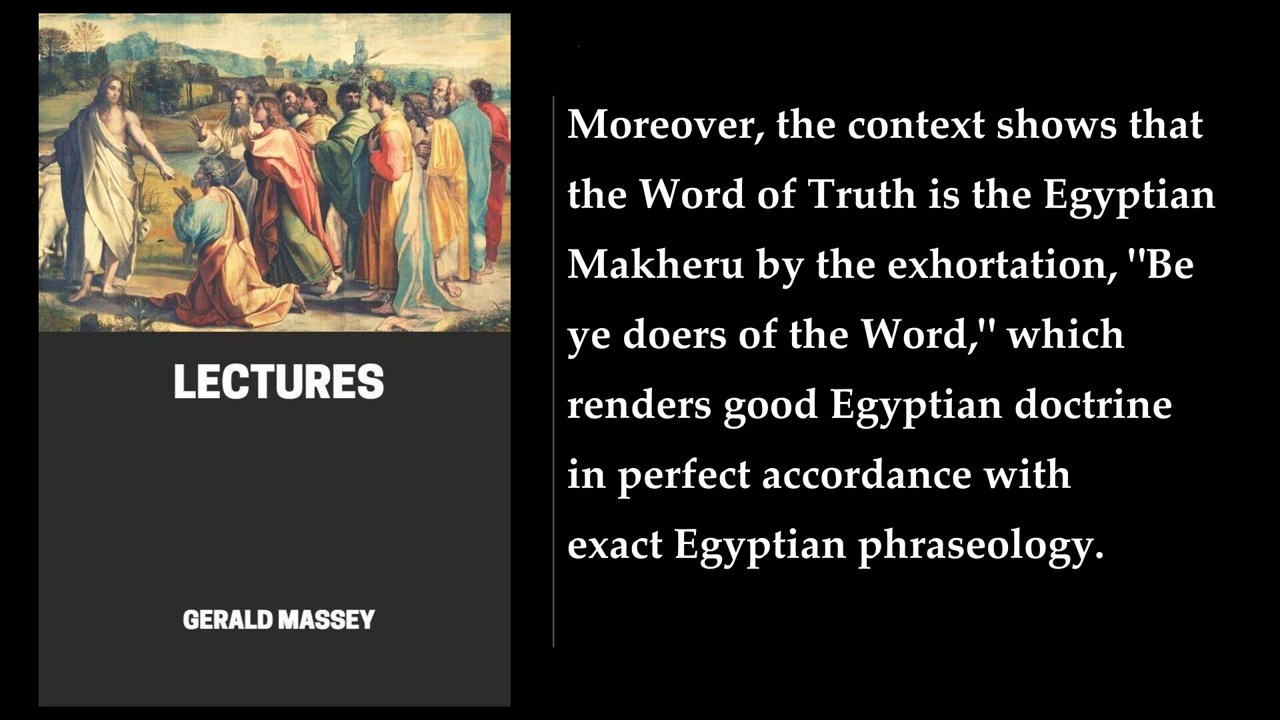 LECTURES
GERALD MASSEY
Moreover, the context shows that
the Word of Truth is the Egyptian
Makheru by the exhortation, "Be
ye doers of the Word," which
renders good Egyptian doctrine
in perfect accordance with
exact Egyptian phraseology.